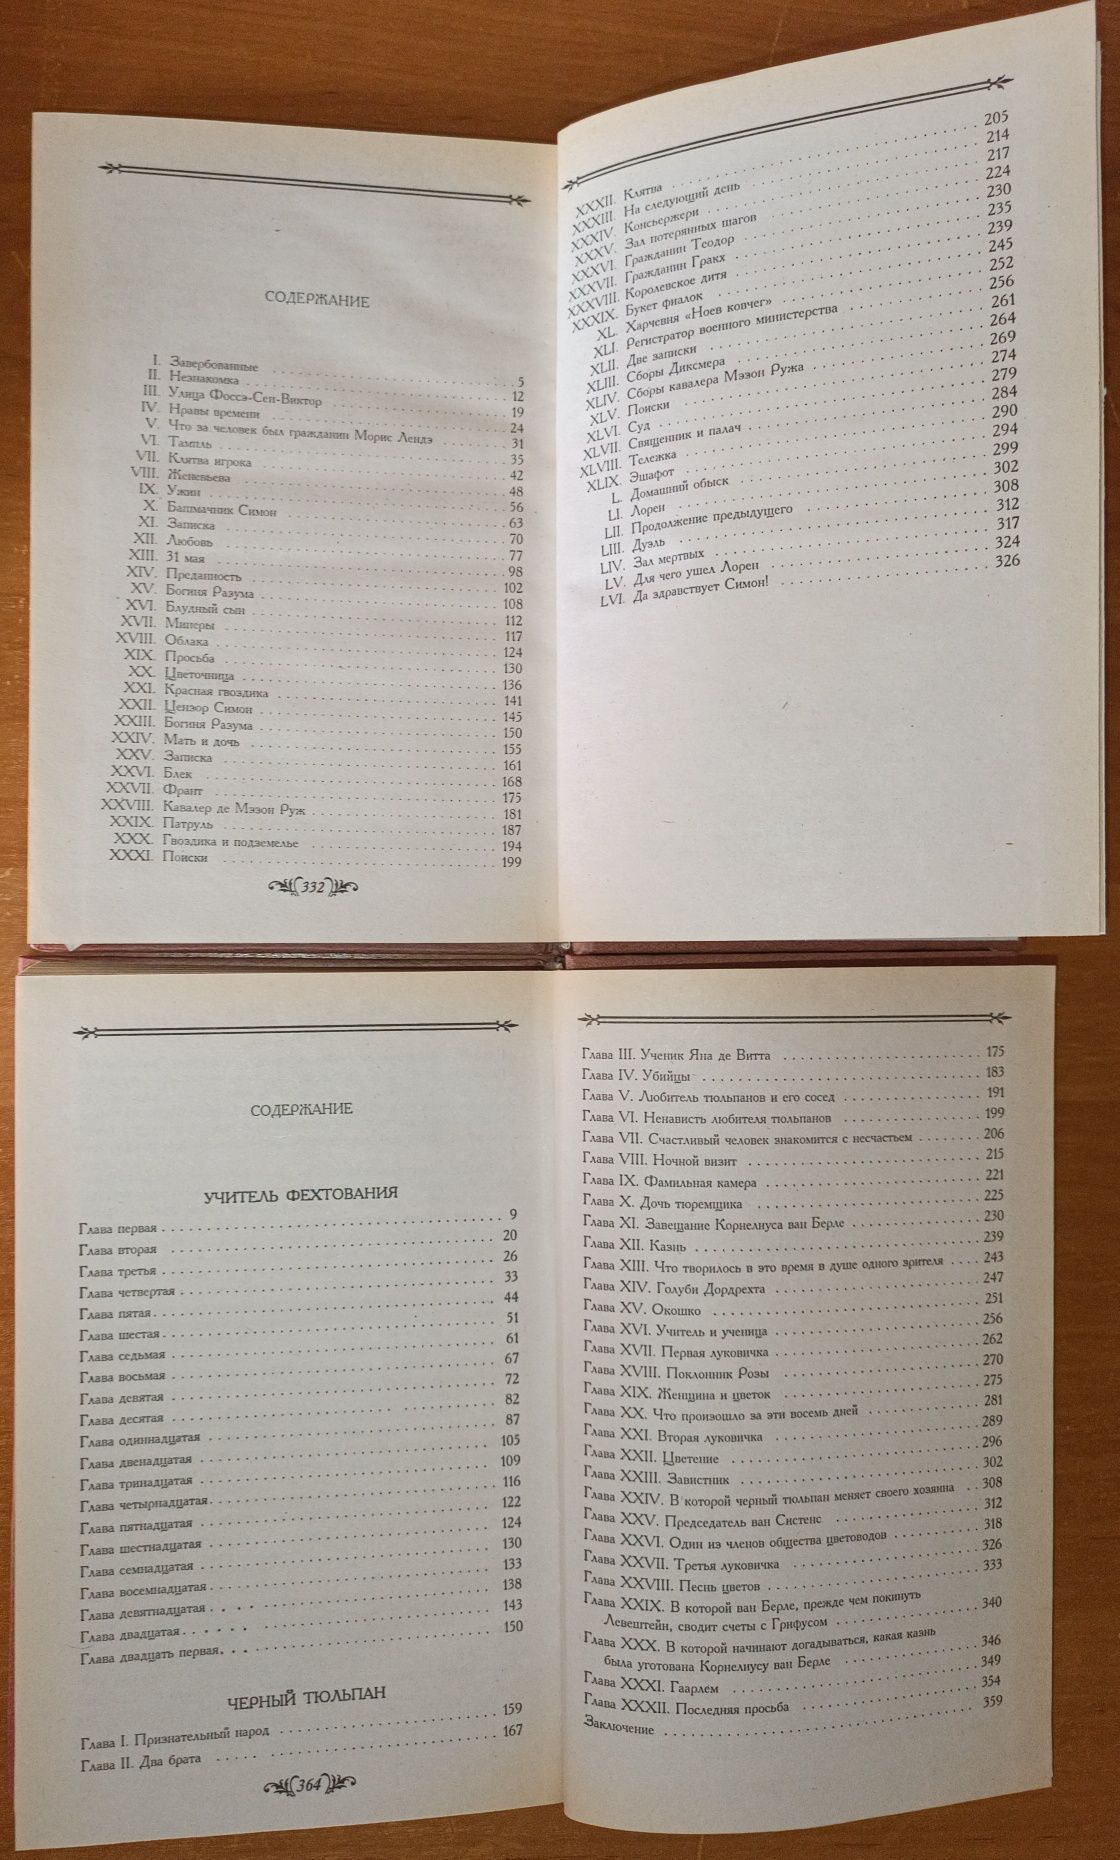 СОДЕРЖАНИЕ
I. Завербованные 5
II. Незнакомка 12
III. Улица Фоссэ-Сен-Виктор 19
IV. Нравы времени 24
V. Что за человек был гражданин Морис Лендэ 31
VI. Тампль 35
VII. Клятва игрока 42
VIII. Женевьева 48
IX. Ужин 56
X. Башмачник Симон 63
XI. Записка 70
XII. Любовь 77
XIII. 31 мая 98
XIV. Преданность 102
XV. Богиня Разума 108
XVI. Блудный сын 112
XVII. Минеры 117
XVIII. Облака 124
XIX. Просьба 130
XX. Цветочница 136
XXI. Красная гвоздика 141
XXII. Цензор Симон 145
XXIII. Богиня Разума 150
XXIV. Мать и дочь 155
XXV. Записка 161
XXVI. Блек 168
XXVII. Франт 175
XXVIII. Кавалер де Мэзон Руж 181
XXIX. Патруль 187
XXX. Гвоздика и подземелье 194
XXXI. Поиски 199
332
XXXII. Клятва 205
XXXIII. На следующий день 214
XXXIV. Консьержери 217
XXXV. Зал потерянных шагов 224
XXXVI. Гражданин Теодор 230
XXXVII. Гражданин Гракх 235
XXXVIII. Королевское дитя 239
XXXIX. Букет фиалок 245
XL. Харчевня «Ноев ковчег» 252
XLI. Регистратор военного министерства 256
XLII. Две записки 261
XLIII. Сборы Диксмера 264
XLIV. Сборы кавалера Мэзон Ружа 269
XLV. Поиски 274
XLVI. Суд 279
XLVII. Священник и палач 284
XLVIII. Тележка 290
XLIX. Эшафот 294
L. Домашний обыск 299
LI. Лорен 302
LII. Продолжение предыдущего 308
LIII. Дуэль 312
LIV. Зал мертвых 317
LV. Для чего ушел Лорен 324
LVI. Да здравствует Симон! 326
СОДЕРЖАНИЕ
УЧИТЕЛЬ ФЕХТОВАНИЯ
Глава первая 9
Глава вторая 20
Глава третья 26
Глава четвертая 33
Глава пятая 44
Глава шестая 51
Глава седьмая 61
Глава восьмая 67
Глава девятая 72
Глава десятая 82
Глава одиннадцатая 87
Глава двенадцатая 105
Глава тринадцатая 109
Глава четырнадцатая 116
Глава пятнадцатая 122
Глава шестнадцатая 124
Глава семнадцатая 130
Глава восемнадцатая 133
Глава девятнадцатая 138
Глава двадцатая 143
Глава двадцать первая 150
ЧЕРНЫЙ ТЮЛЬПАН
Глава I. Признательный народ 159
Глава II. Два брата 167
364
Глава III. Ученик Яна де Витта 175
Глава IV. Убийцы 183
Глава V. Любитель тюльпанов и его сосед 191
Глава VI. Ненависть любителя тюльпанов 199
Глава VII. Счастливый человек знакомится с несчастьем 206
Глава VIII. Ночной визит 215
Глава IX. Фамильная камера 221
Глава X. Дочь тюремщика 225
Глава XI. Завещание Корнелиуса ван Берле 230
Глава XII. Казнь 239
Глава XIII. Что творилось в это время в душе одного зрителя 243
Глава XIV. Голуби Дордрехта 247
Глава XV. Окошко 251
Глава XVI. Учитель и ученица 256
Глава XVII. Первая луковичка 262
Глава XVIII. Поклонник Розы 270
Глава XIX. Женщина и цветок 275
Глава XX. Что произошло за эти восемь дней 281
Глава XXI. Вторая луковичка 289
Глава XXII. Цветение 296
Глава XXIII. Завистник 302
Глава XXIV. В которой черный тюльпан меняет своего хозяина 308
Глава XXV. Председатель ван Систенс 312
Глава XXVI. Один из членов общества цветоводов 318
Глава XXVII. Третья луковичка 326
Глава XXVIII. Песнь цветов 333
Глава XXIX. В которой ван Берле, прежде чем покинуть
Левештейн, сводит счеты с Грифусом 340
Глава XXX. В которой начинают догадываться, какая казнь
была уготована Корнелиусу ван Берле 346
Глава XXXI. Гаарлем 349
Глава XXXII. Последняя просьба 354
Заключение 359